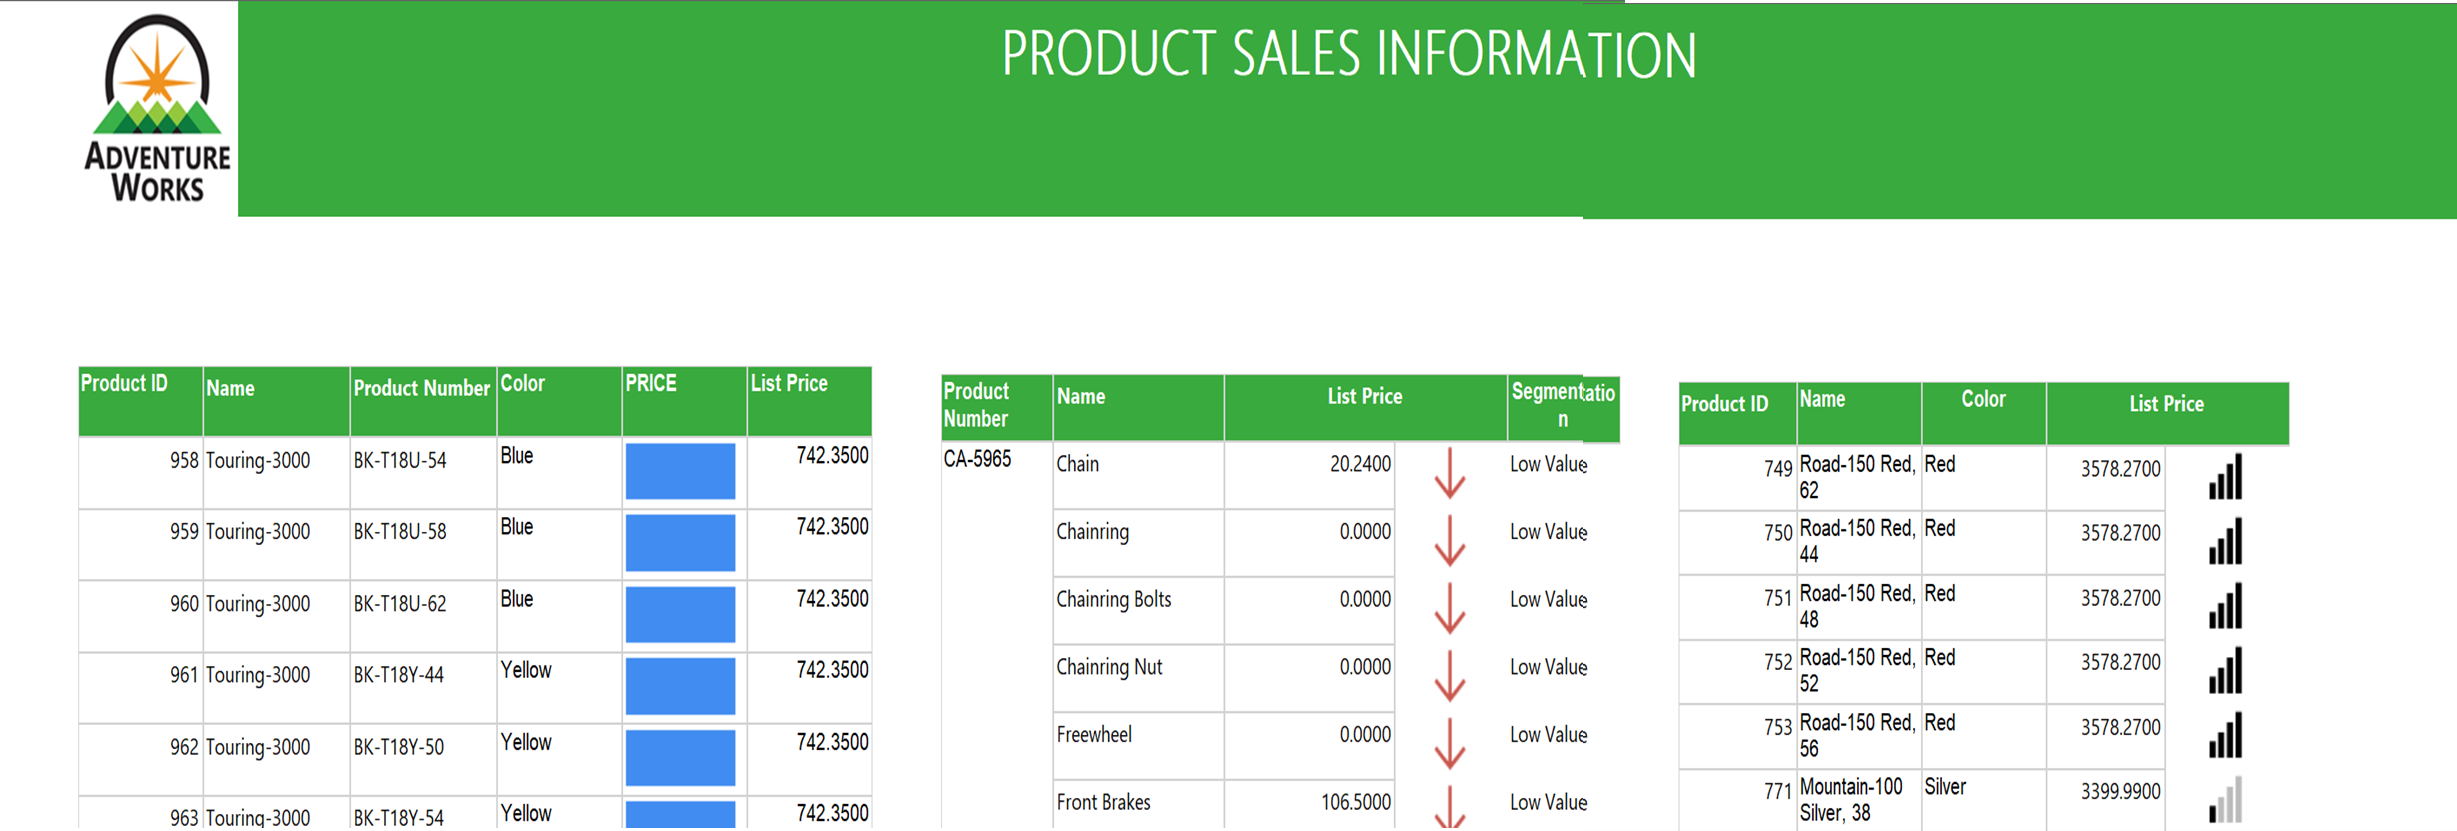 PRODUCT SALES INFORMATION
ADVENTURE
WORKS
Product ID Name Product Number Color PRICE List Price
958 Touring-3000 BK-T18U-54 Blue 742.3500
959 Touring-3000 BK-T18U-58 Blue 742.3500
960 Touring-3000 BK-T18U-62 Blue 742.3500
961 Touring-3000 BK-T18Y-44 Yellow 742.3500
962 Touring-3000 BK-T18Y-50 Yellow 742.3500
963 Touring-3000 BK-T18Y-54 Yellow 742.3500
Product Name List Price Segmentatio
Number n
CA-5965 Chain 20.2400 Low Value
Chainring 0.0000 Low Value
Chainring Bolts 0.0000 Low Value
Chainring Nut 0.0000 Low Value
Freewheel 0.0000 Low Value
Front Brakes 106.5000 Low Value
Product ID Name Color List Price
749 Road-150 Red, Red 3578.2700
62
750 Road-150 Red, Red 3578.2700
44
751 Road-150 Red, Red 3578.2700
48
752 Road-150 Red, Red 3578.2700
52
753 Road-150 Red, Red 3578.2700
56
771 Mountain-100 Silver 3399.9900
Silver, 38